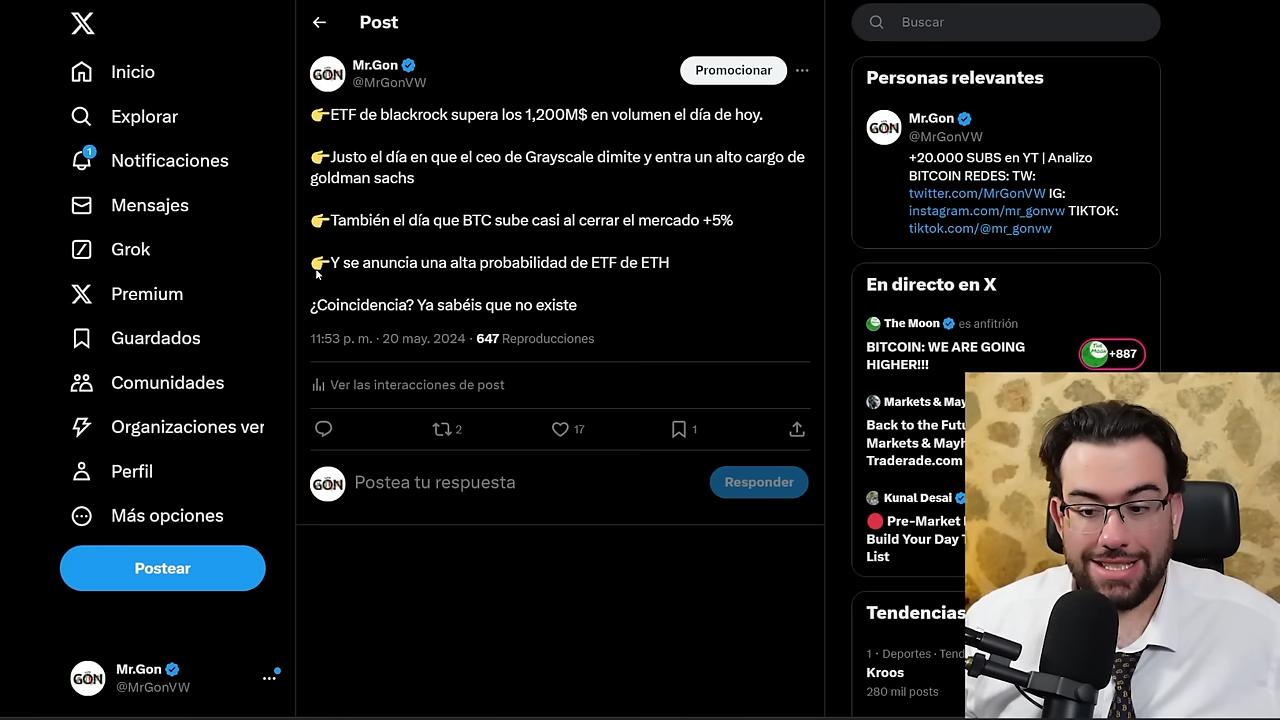 Inicio
Explorar
1
Notificaciones
Mensajes
Grok
Premium
Guardados
Comunidades
Organizaciones ver
Perfil
Más opciones
Postear
Mr.Gon
@MrGonVW
Post
GŌN
Mr.Gon
@MrGonVW
Promocionar
👉ETF de blackrock supera los 1,200M$ en volumen el día de hoy.
👉Justo el día en que el ceo de Grayscale dimite y entra un alto cargo de
goldman sachs
👉También el día que BTC sube casi al cerrar el mercado +5%
👉Y se anuncia una alta probabilidad de ETF de ETH
¿Coincidencia? Ya sabéis que no existe
11:53 p. m. · 20 may. 2024 · 647 Reproducciones
Ver las interacciones de post
2
17
1
Postea tu respuesta
Responder
Buscar
Personas relevantes
Mr.Gon
@MrGonVW
+20.000 SUBS en YT | Analizo
BITCOIN REDES: TW:
twitter.com/MrGonVW IG:
instagram.com/mr_gonvw TIKTOK:
tiktok.com/@mr_gonvw
En directo en X
The Moon es anfitrión
BITCOIN: WE ARE GOING
HIGHER!!!
+887
Markets & May
Back to the Futu
Markets & Mayh
Traderade.com
Kunal Desai
Pre-Market
Build Your Day T
List
Tendencias
1 · Deportes · Tend
Kroos
280 mil posts